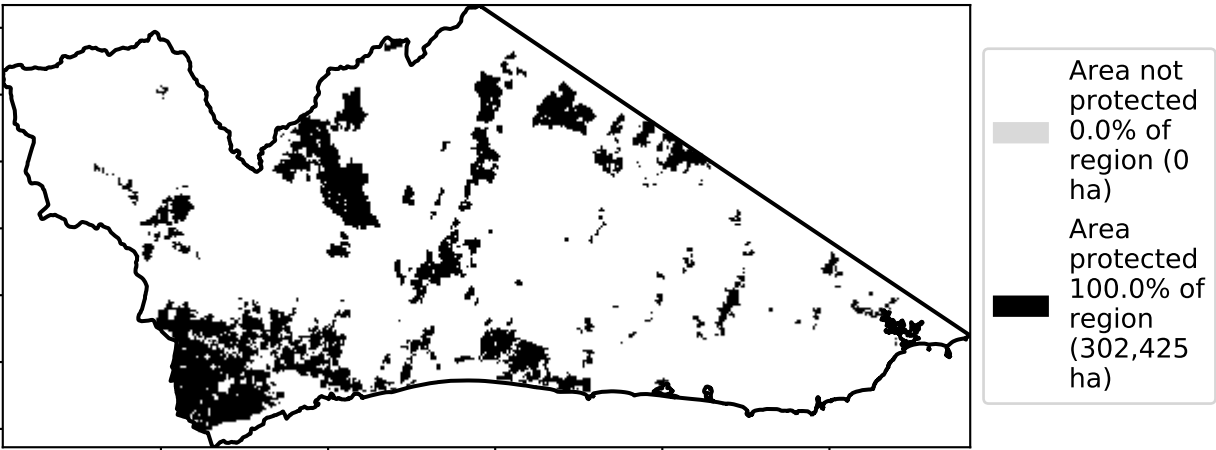 Area not
protected
0.0% of
region (0
ha)
Area
protected
100.0% of
region
(302,425
ha)